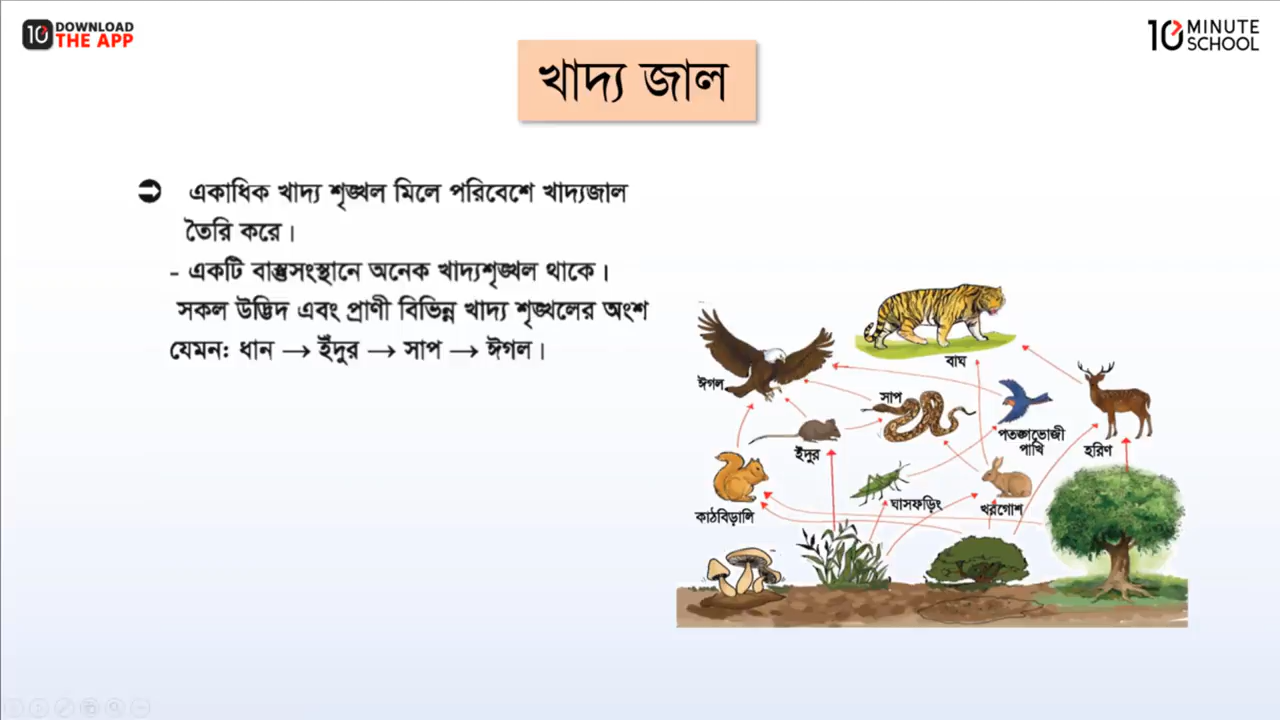 10 DOWNLOAD
THE APP
10 MINUTE
SCHOOL
খাদ্য জাল
একাধিক খাদ্য শৃঙ্খল মিলে পরিবেশে খাদ্যজাল
তৈরি করে।
- একটি বাস্তুসংস্থানে অনেক খাদ্যশৃঙ্খল থাকে।
সকল উদ্ভিদ এবং প্রাণী বিভিন্ন খাদ্য শৃঙ্খলের অংশ
যেমন: ধান → ইঁদুর → সাপ → ঈগল।
বাঘ
ঈগল
সাপ
পতঙ্গভোজী
পাখি
হরিণ
ইঁদুর
ঘাসফড়িং
খরগোশ
কাঠবিড়ালি